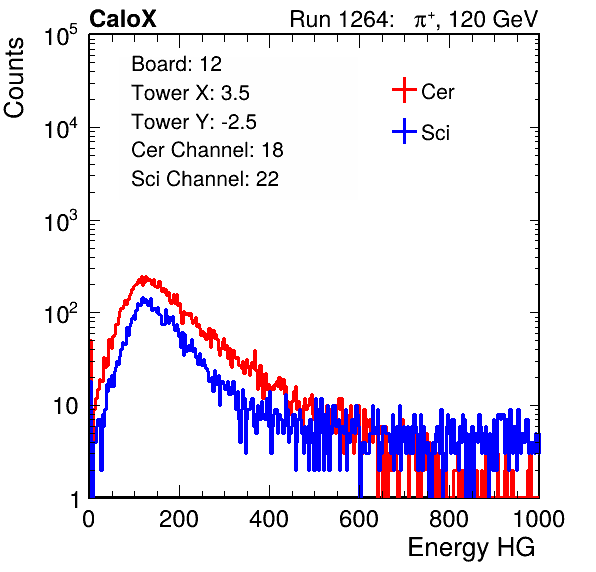 CaloX Run 1264: π⁺, 120 GeV
Counts
10⁵
10⁴
10³
10²
10
1
Board: 12
Tower X: 3.5
Tower Y: -2.5
Cer Channel: 18
Sci Channel: 22
Cer
Sci
0 200 400 600 800 1000
Energy HG